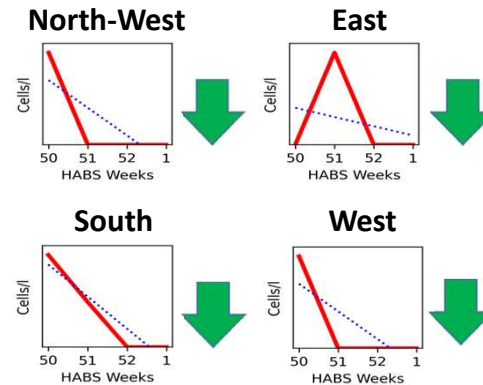 North-West
Cells/l
50 51 52 1
HABS Weeks
East
Cells/l
50 51 52 1
HABS Weeks
South
Cells/l
50 51 52 1
HABS Weeks
West
Cells/l
50 51 52 1
HABS Weeks